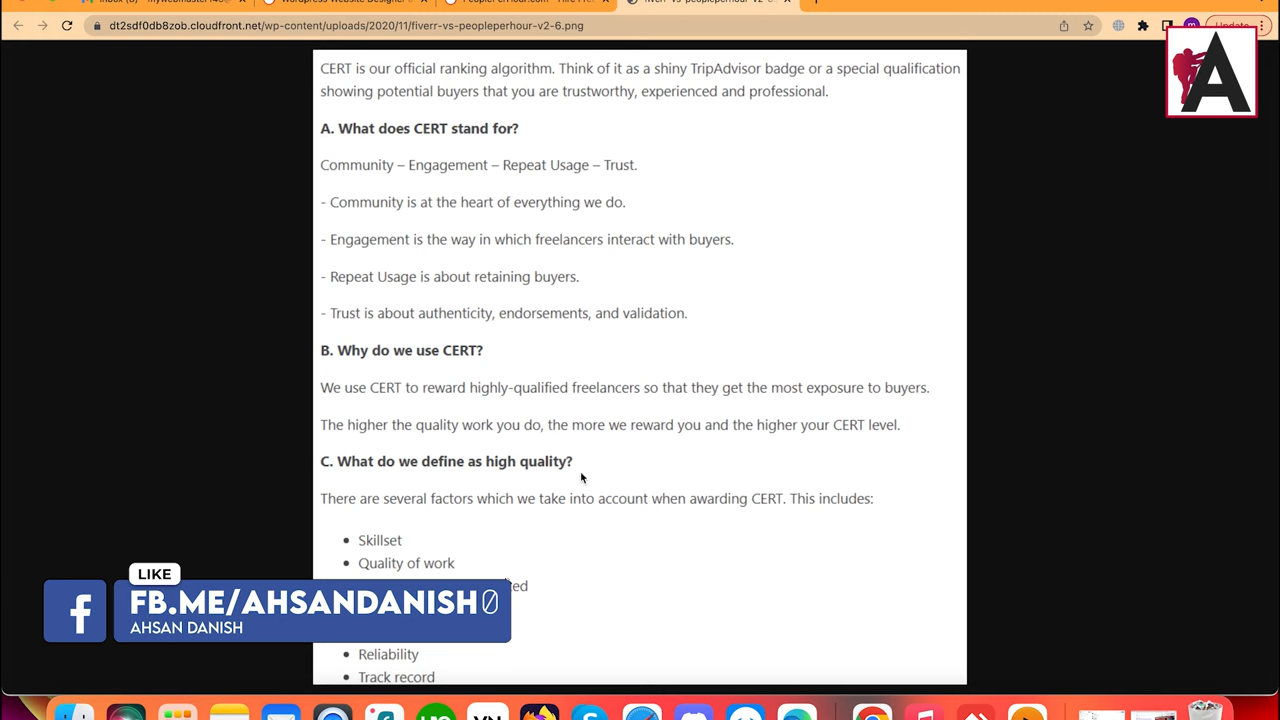 Wordpress Website Designer
dt2sdf0db8zob.cloudfront.net/wp-content/uploads/2020/11/fiverr-vs-peopleperhour-v2-6.png
Update
A
CERT is our official ranking algorithm. Think of it as a shiny TripAdvisor badge or a special qualification
showing potential buyers that you are trustworthy, experienced and professional.
A. What does CERT stand for?
Community – Engagement – Repeat Usage – Trust.
- Community is at the heart of everything we do.
- Engagement is the way in which freelancers interact with buyers.
- Repeat Usage is about retaining buyers.
- Trust is about authenticity, endorsements, and validation.
B. Why do we use CERT?
We use CERT to reward highly-qualified freelancers so that they get the most exposure to buyers.
The higher the quality work you do, the more we reward you and the higher your CERT level.
C. What do we define as high quality?
There are several factors which we take into account when awarding CERT. This includes:
• Skillset
• Quality of work
LIKE
FB.ME/AHSANDANISH0
AHSAN DANISH
• Reliability
• Track record